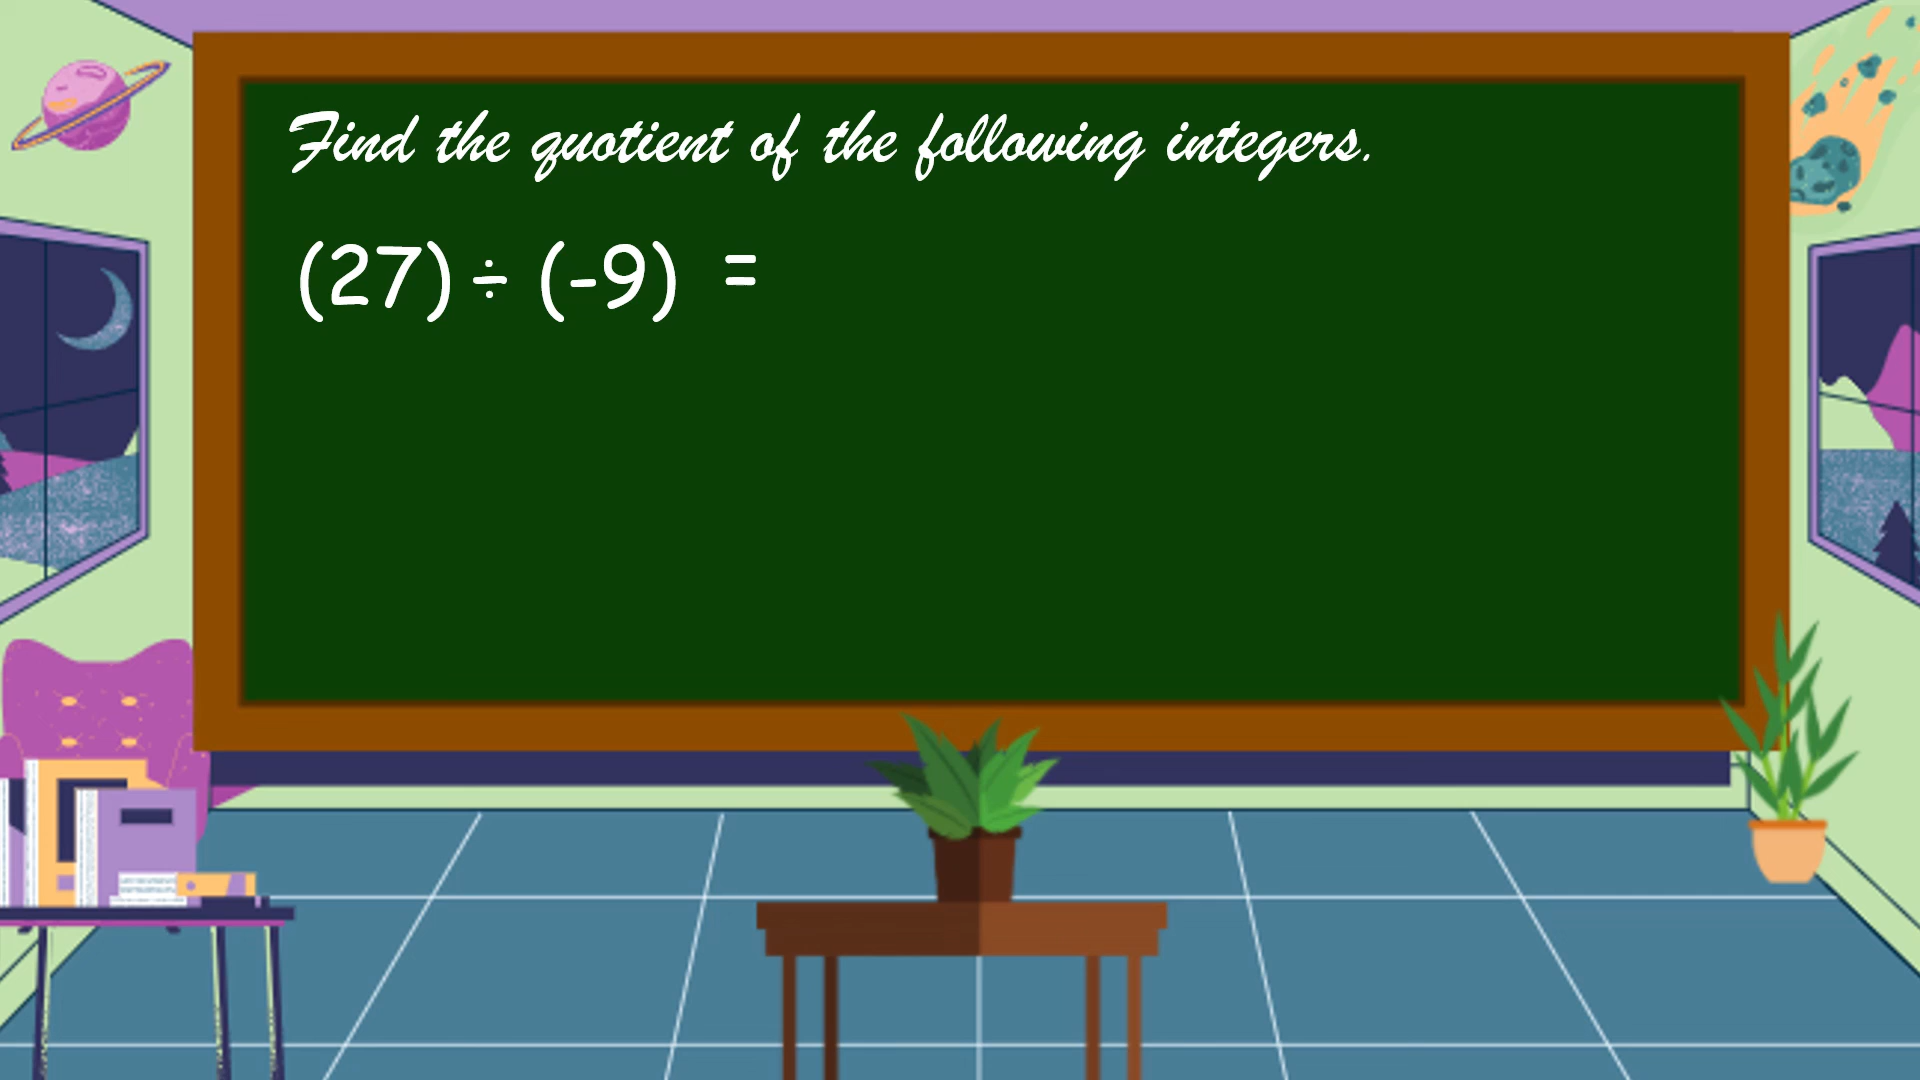 Find the quotient of the following integers.
(27) ÷ (-9) =